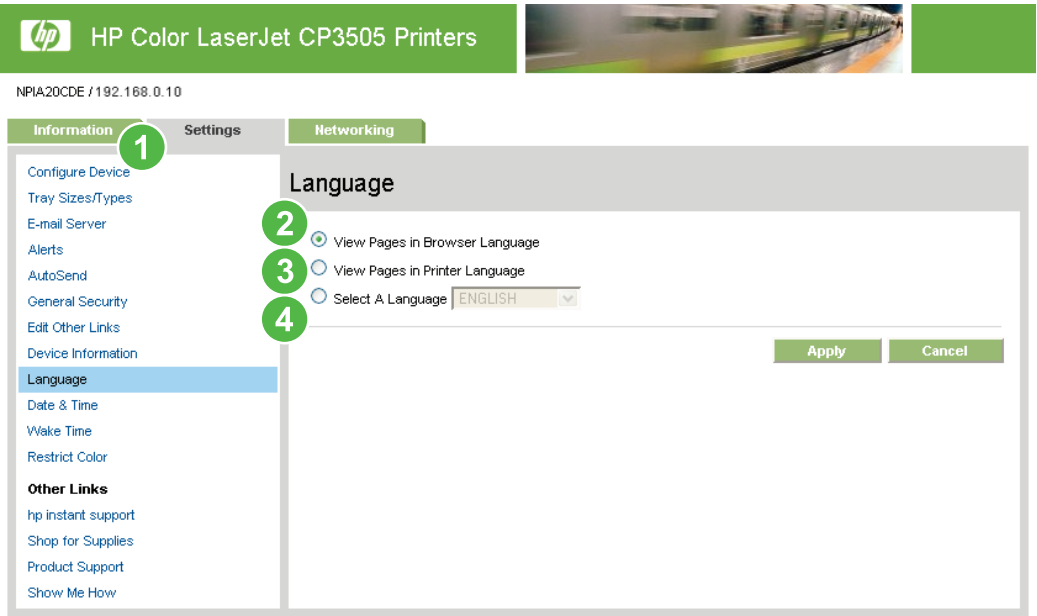 hp HP Color LaserJet CP3505 Printers
NPIA20CDE / 192.168.0.10
Information Settings Networking
1
Configure Device
Tray Sizes/Types
E-mail Server
Alerts
AutoSend
General Security
Edit Other Links
Device Information
Language
Date & Time
Wake Time
Restrict Color
Other Links
hp instant support
Shop for Supplies
Product Support
Show Me How
Language
2
View Pages in Browser Language
3
View Pages in Printer Language
4
Select A Language ENGLISH
Apply Cancel